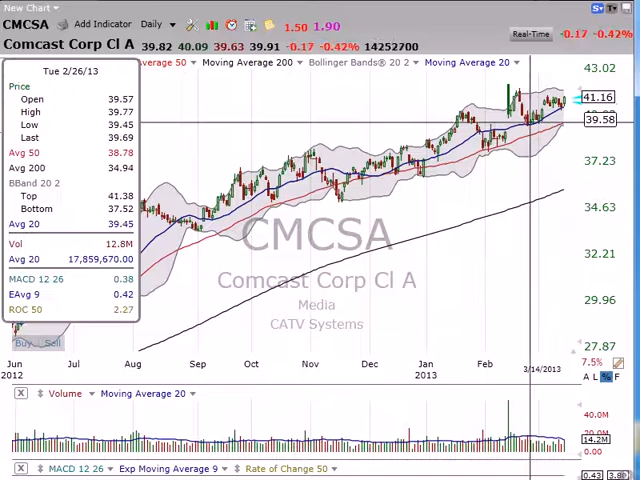 New Chart
CMCSA Add Indicator Daily 1.50 1.90
Comcast Corp Cl A 39.82 40.09 39.63 39.91 -0.17 -0.42% 14252700 Real-Time -0.17 -0.42%
Average 50 Moving Average 200 Bollinger Bands® 20 2 Moving Average 20
Tue 2/26/13
Price
Open 39.57
High 39.77
Low 39.45
Last 39.69
Avg 50 38.78
Avg 200 34.94
BBand 20 2
Top 41.38
Bottom 37.52
Avg 20 39.45
Vol 12.8M
Avg 20 17,859,670.00
MACD 12 26 0.38
EAvg 9 0.42
ROC 50 2.27
Buy Sell
43.02
41.16
39.58
37.23
34.63
32.21
29.96
27.87
CMCSA
Comcast Corp Cl A
Media
CATV Systems
Jun Jul Aug Sep Oct Nov Dec Jan Feb 3/14/2013
2012 2013
7.5%
A L % F
X Volume Moving Average 20
40.0M
20.0M
14.2M
0.00
X MACD 12 26 Exp Moving Average 9 Rate of Change 50 0.43